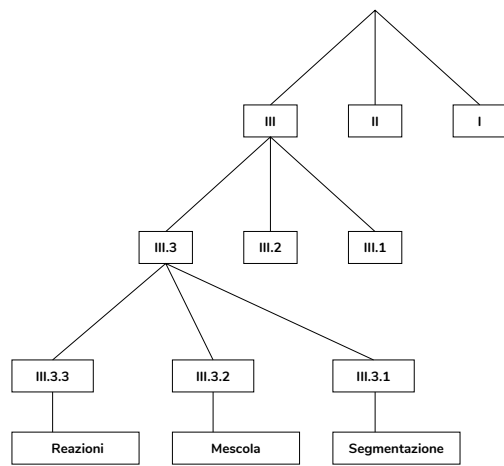 III
II
I
III.3
III.2
III.1
III.3.3
III.3.2
III.3.1
Reazioni
Mescola
Segmentazione